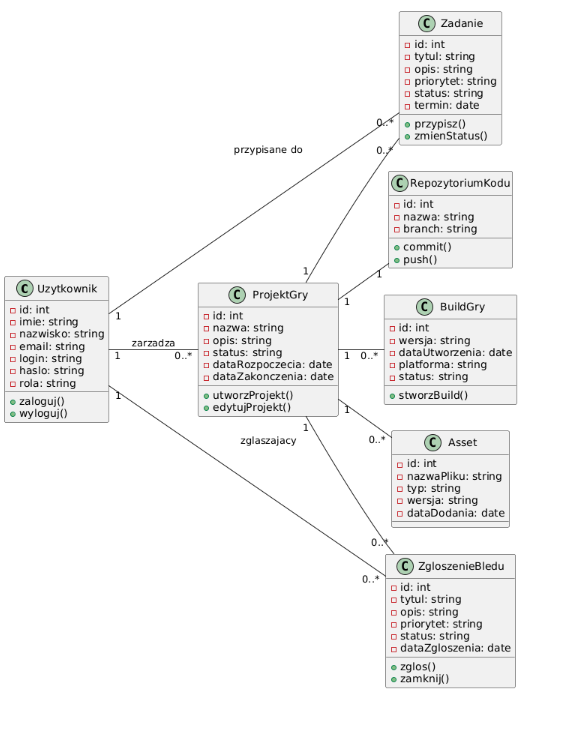 C Zadanie
id: int
tytul: string
opis: string
priorytet: string
status: string
termin: date
przypisz()
zmienStatus()
0..*
0..*
przypisane do
C RepozytoriumKodu
id: int
nazwa: string
branch: string
commit()
push()
1
1
1
C Uzytkownik
id: int
imie: string
nazwisko: string
email: string
login: string
haslo: string
rola: string
zaloguj()
wyloguj()
1
zarzadza
1
0..*
1
C ProjektGry
id: int
nazwa: string
opis: string
status: string
dataRozpoczecia: date
dataZakonczenia: date
utworzProjekt()
edytujProjekt()
1
0..*
C BuildGry
id: int
wersja: string
dataUtworzenia: date
platforma: string
status: string
stworzBuild()
1
0..*
C Asset
id: int
nazwaPliku: string
typ: string
wersja: string
dataDodania: date
1
zglaszajacy
0..*
0..*
C ZgloszenieBledu
id: int
tytul: string
opis: string
priorytet: string
status: string
dataZgloszenia: date
zglos()
zamknij()